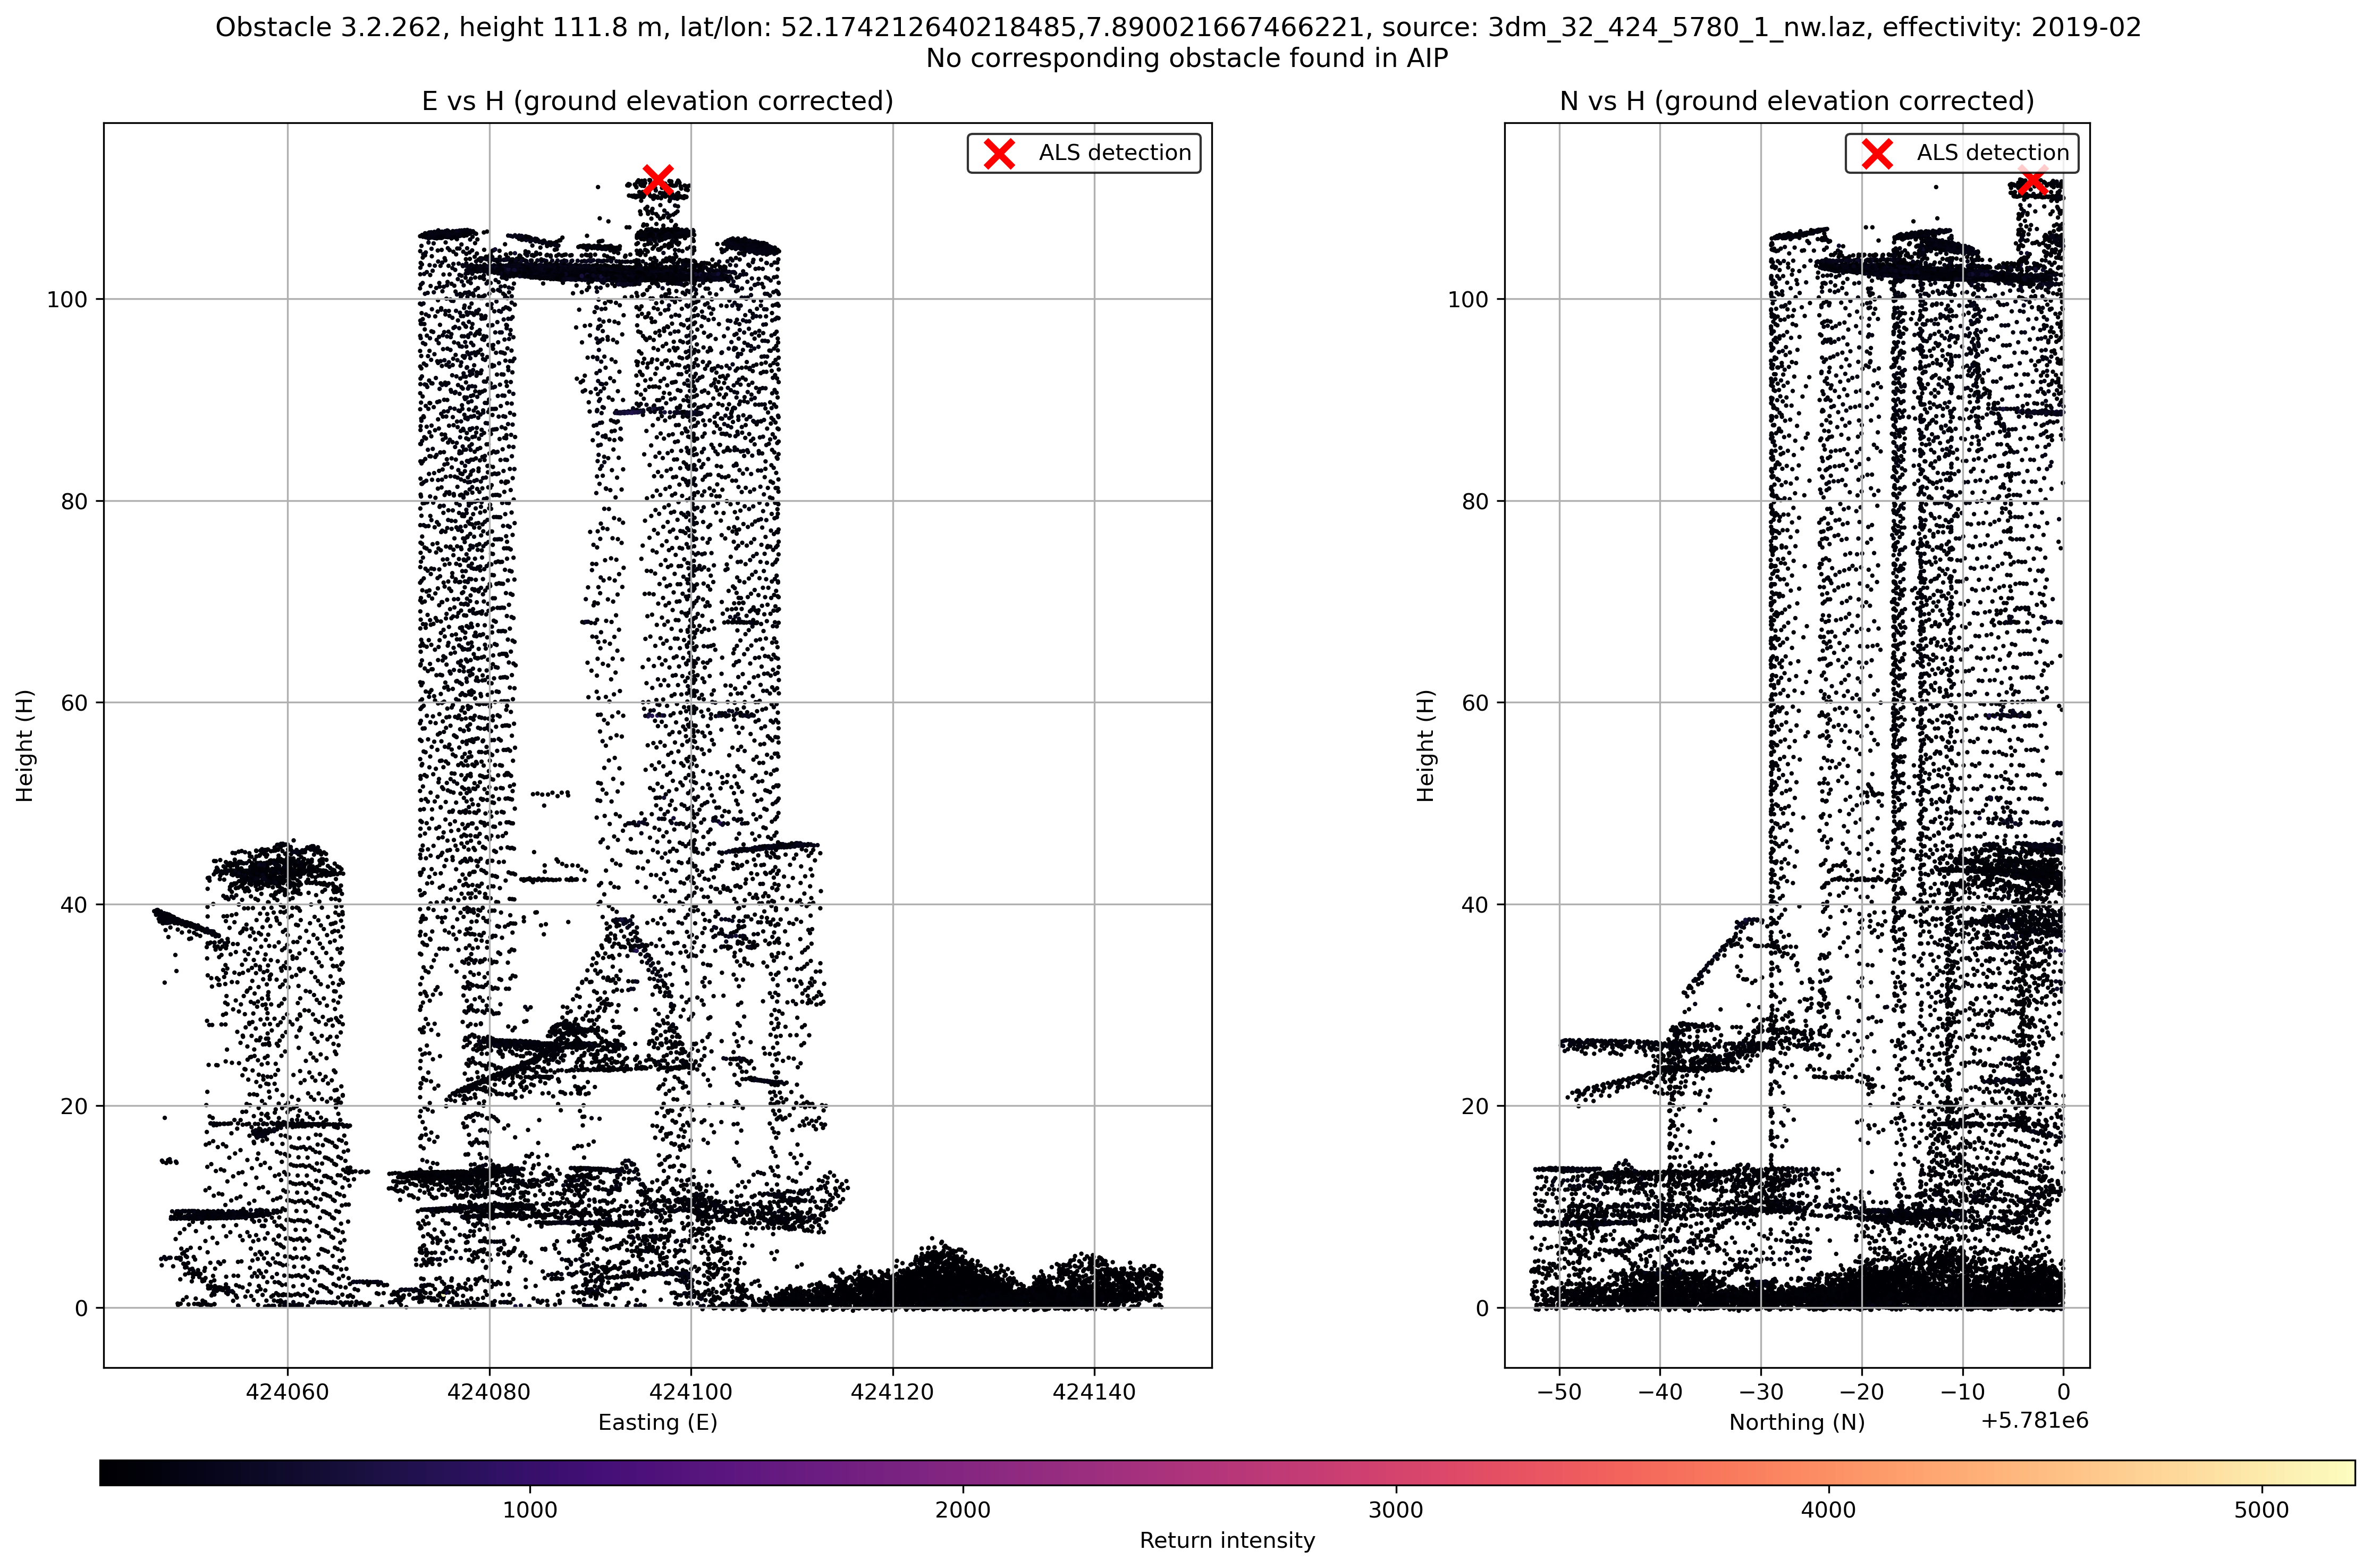 Obstacle 3.2.262, height 111.8 m, lat/lon: 52.174212640218485,7.890021667466221, source: 3dm_32_424_5780_1_nw.laz, effectivity: 2019-02
No corresponding obstacle found in AIP
E vs H (ground elevation corrected)
ALS detection
Height (H)
100
80
60
40
20
0
424060
424080
424100
424120
424140
Easting (E)
N vs H (ground elevation corrected)
ALS detection
Height (H)
100
80
60
40
20
0
−50
−40
−30
−20
−10
0
Northing (N)
+5.781e6
1000
2000
3000
4000
5000
Return intensity